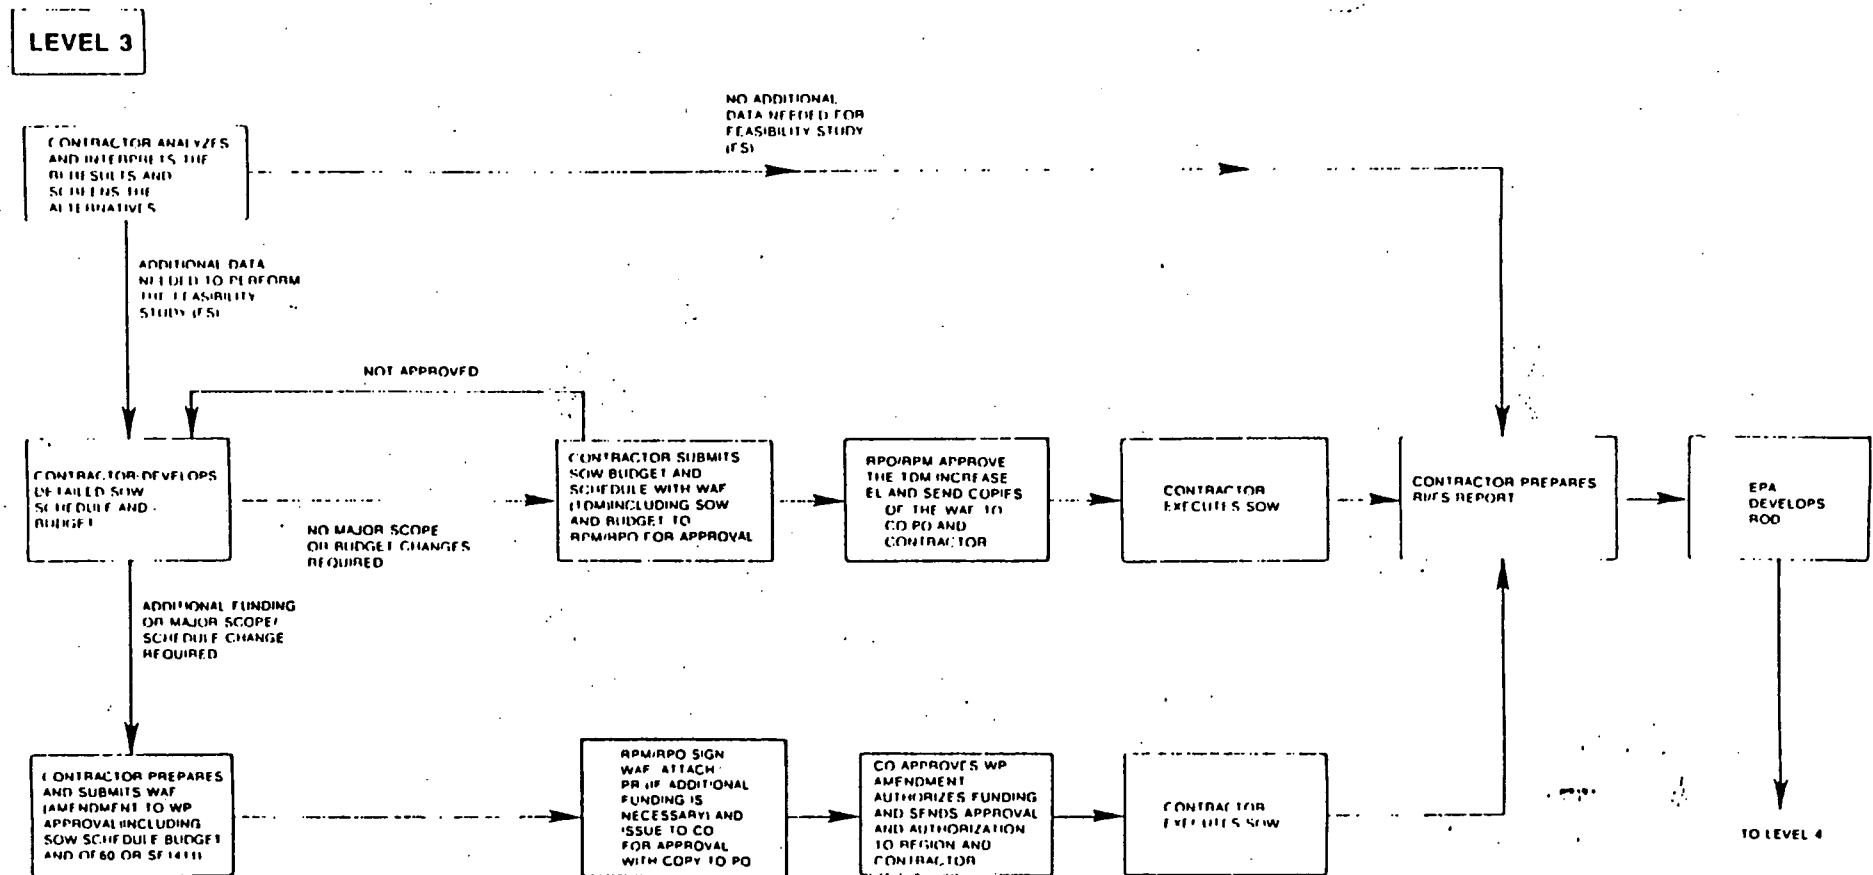 LEVEL 3
NO ADDITIONAL
DATA NEEDED FOR
FEASIBILITY STUDY
(FS)
CONTRACTOR ANALYZES
AND INTERPRETS THE
RI RESULTS AND
SCREENS THE
ALTERNATIVES
ADDITIONAL DATA
NEEDED TO PERFORM
THE FEASIBILITY
STUDY (FS)
NOT APPROVED
CONTRACTOR DEVELOPS
DETAILED SOW
SCHEDULE AND
BUDGET
NO MAJOR SCOPE
OR BUDGET CHANGES
REQUIRED
CONTRACTOR SUBMITS
SOW BUDGET AND
SCHEDULE WITH WAF
(TDM)INCLUDING SOW
AND BUDGET TO
RPM/RPO FOR APPROVAL
RPO/RPM APPROVE
THE TDM INCREASE
EL AND SEND COPIES
OF THE WAF TO
CO PO AND
CONTRACTOR
CONTRACTOR
EXECUTES SOW
CONTRACTOR PREPARES
RI/FS REPORT
EPA
DEVELOPS
ROD
ADDITIONAL FUNDING
OR MAJOR SCOPE/
SCHEDULE CHANGE
REQUIRED
CONTRACTOR PREPARES
AND SUBMITS WAF
(AMENDMENT TO WP
APPROVAL)INCLUDING
SOW SCHEDULE BUDGET
AND OF 60 OR SF 1411)
RPM/RPO SIGN
WAF ATTACH
PR (IF ADDITIONAL
FUNDING IS
NECESSARY) AND
ISSUE TO CO
FOR APPROVAL
WITH COPY TO PO
CO APPROVES WP
AMENDMENT
AUTHORIZES FUNDING
AND SENDS APPROVAL
AND AUTHORIZATION
TO REGION AND
CONTRACTOR
CONTRACTOR
EXECUTES SOW
TO LEVEL 4